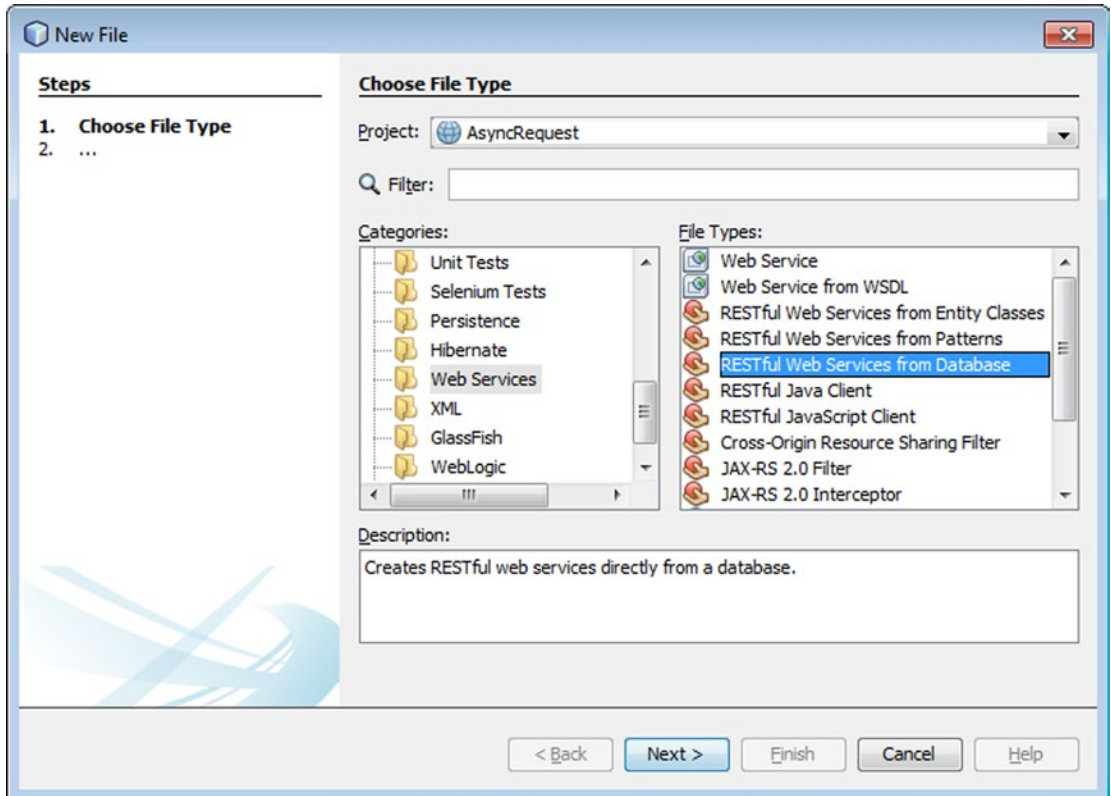 New File
Steps
1. Choose File Type
2. ...
Choose File Type
Project: AsyncRequest
Filter:
Categories:
Unit Tests
Selenium Tests
Persistence
Hibernate
Web Services
XML
GlassFish
WebLogic
File Types:
Web Service
Web Service from WSDL
RESTful Web Services from Entity Classes
RESTful Web Services from Patterns
RESTful Web Services from Database
RESTful Java Client
RESTful JavaScript Client
Cross-Origin Resource Sharing Filter
JAX-RS 2.0 Filter
JAX-RS 2.0 Interceptor
Description:
Creates RESTful web services directly from a database.
< Back Next > Finish Cancel Help